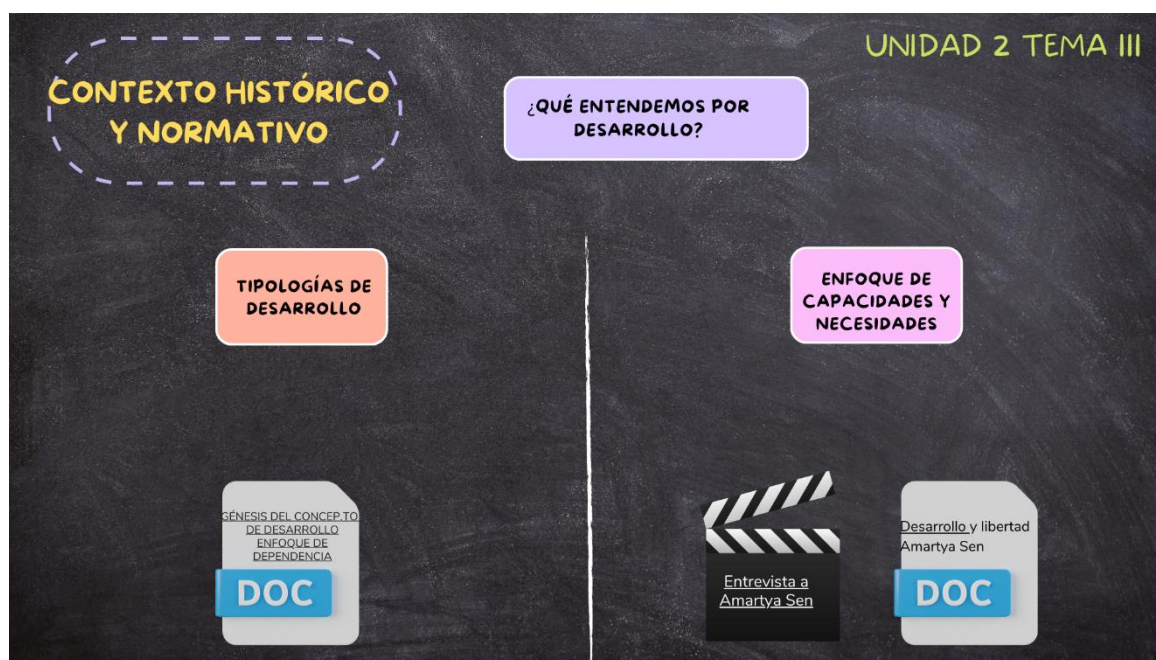 UNIDAD 2 TEMA III
CONTEXTO HISTÓRICO
Y NORMATIVO
¿QUÉ ENTENDEMOS POR
DESARROLLO?
TIPOLOGÍAS DE
DESARROLLO
ENFOQUE DE
CAPACIDADES Y
NECESIDADES
GÉNESIS DEL CONCEP.TO
DE DESARROLLO
ENFOQUE DE
DEPENDENCIA
DOC
Entrevista a
Amartya Sen
Desarrollo y libertad
Amartya Sen
DOC